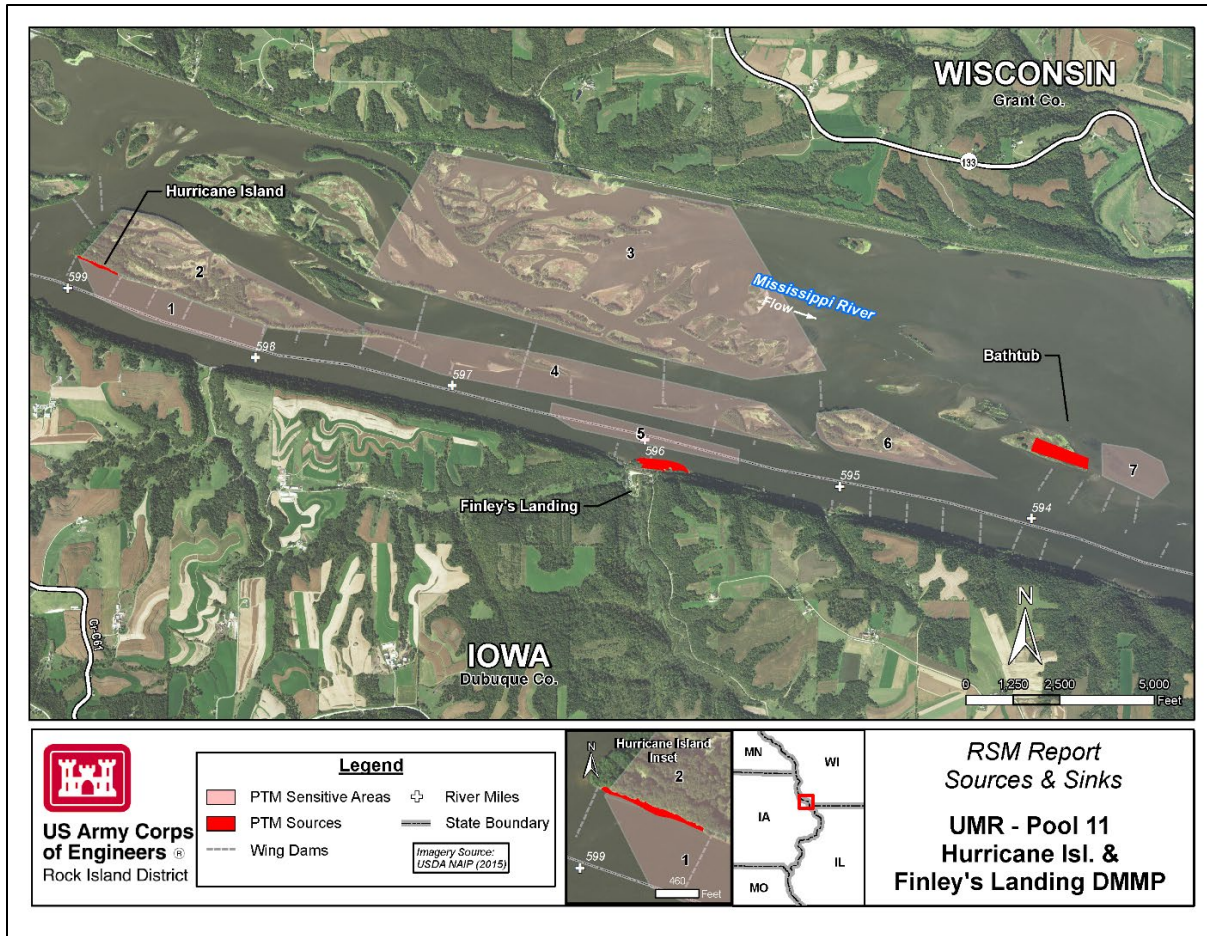 WISCONSIN
Grant Co.
133
Hurricane Island
599
2
1
3
Mississippi River
Flow
598
597
4
Bathtub
5
596
6
7
595
594
Finley's Landing
Cr-C61
IOWA
Dubuque Co.
N
0 1,250 2,500 5,000
Feet
US Army Corps
of Engineers ®
Rock Island District
Legend
PTM Sensitive Areas
River Miles
PTM Sources
State Boundary
Wing Dams
Imagery Source:
USDA NAIP (2015)
N
Hurricane Island
Inset
2
1
599
460
Feet
MN
WI
IA
IL
MO
RSM Report
Sources & Sinks
UMR - Pool 11
Hurricane Isl. &
Finley's Landing DMMP